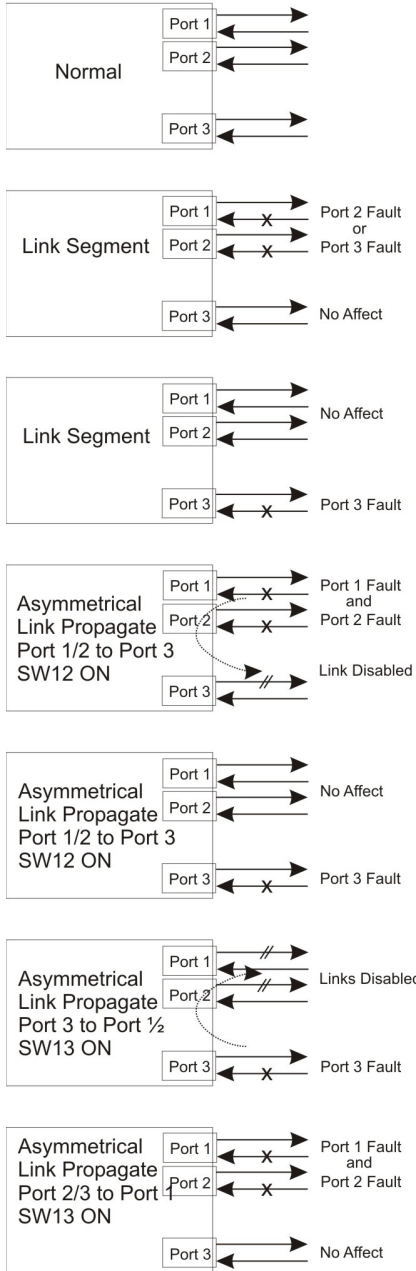 Port 1
Port 2
Normal
Port 3
Port 1
Port 2 Fault
or
Link Segment
Port 2
Port 3 Fault
x
x
Port 3
No Affect
Port 1
No Affect
Link Segment
Port 2
Port 3
Port 3 Fault
x
Asymmetrical
Link Propagate
Port 1/2 to Port 3
SW12 ON
Port 1
Port 2
Port 3
x
x
Port 1 Fault
and
Port 2 Fault
Link Disabled
Asymmetrical
Link Propagate
Port 1/2 to Port 3
SW12 ON
Port 1
Port 2
Port 3
x
No Affect
Port 3 Fault
Asymmetrical
Link Propagate
Port 3 to Port ½
SW13 ON
Port 1
Port 2
Port 3
x
Links Disabled
Port 3 Fault
Asymmetrical
Link Propagate
Port 2/3 to Port 1
SW13 ON
Port 1
Port 2
Port 3
x
x
Port 1 Fault
and
Port 2 Fault
No Affect